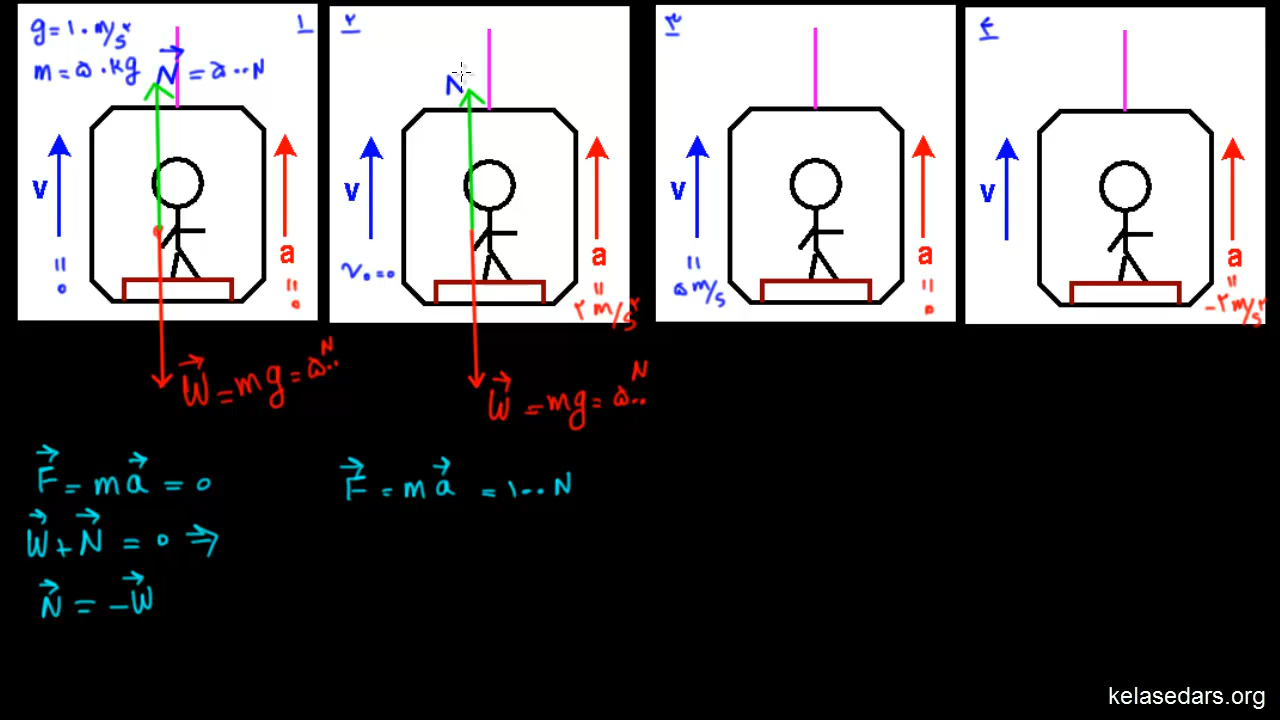 g = ۱۰ m/s²
m = ۵۰ kg
N⃗ = ۵۰۰ N
۱
v = ۰
a = ۰
W⃗ = mg = ۵۰۰ N
F⃗ = ma⃗ = ۰
W⃗ + N⃗ = ۰ ⇒
N⃗ = −W⃗
۲
N
v
v۰ = ۰
a = ۲ m/s²
W⃗ = mg = ۵۰۰ N
F⃗ = ma⃗ = ۱۰۰ N
۳
v = ۵ m/s
a = ۰
۴
v
a = −۲ m/s²
kelasedars.org